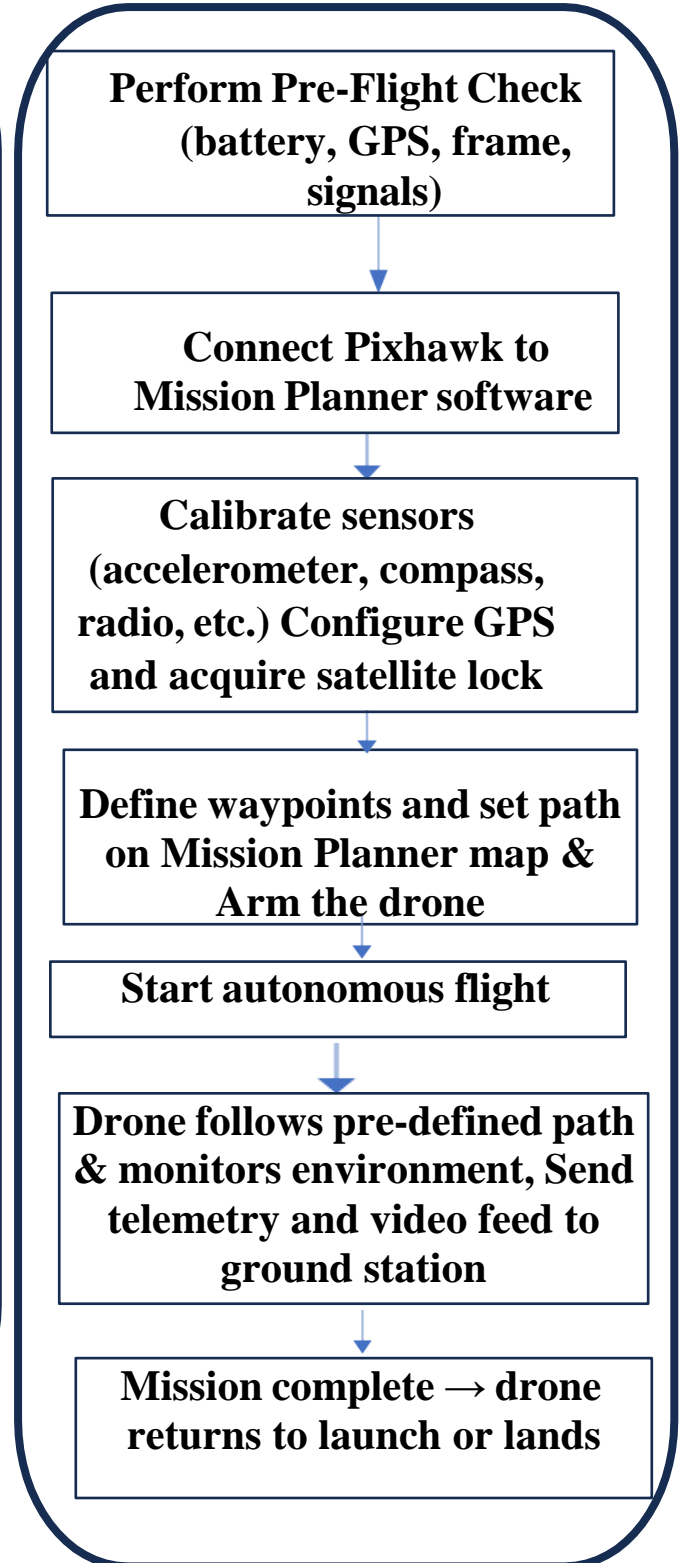 Perform Pre-Flight Check
(battery, GPS, frame,
signals)
Connect Pixhawk to
Mission Planner software
Calibrate sensors
(accelerometer, compass,
radio, etc.) Configure GPS
and acquire satellite lock
Define waypoints and set path
on Mission Planner map &
Arm the drone
Start autonomous flight
Drone follows pre-defined path
& monitors environment, Send
telemetry and video feed to
ground station
Mission complete → drone
returns to launch or lands